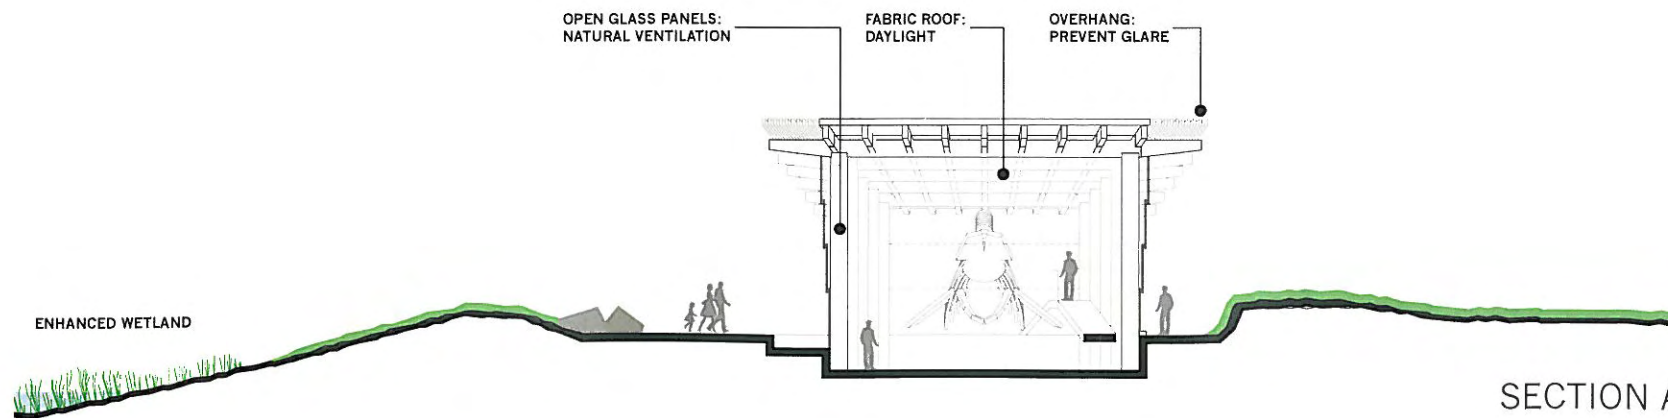 OPEN GLASS PANELS:
NATURAL VENTILATION
FABRIC ROOF:
DAYLIGHT
OVERHANG:
PREVENT GLARE
ENHANCED WETLAND
SECTION A